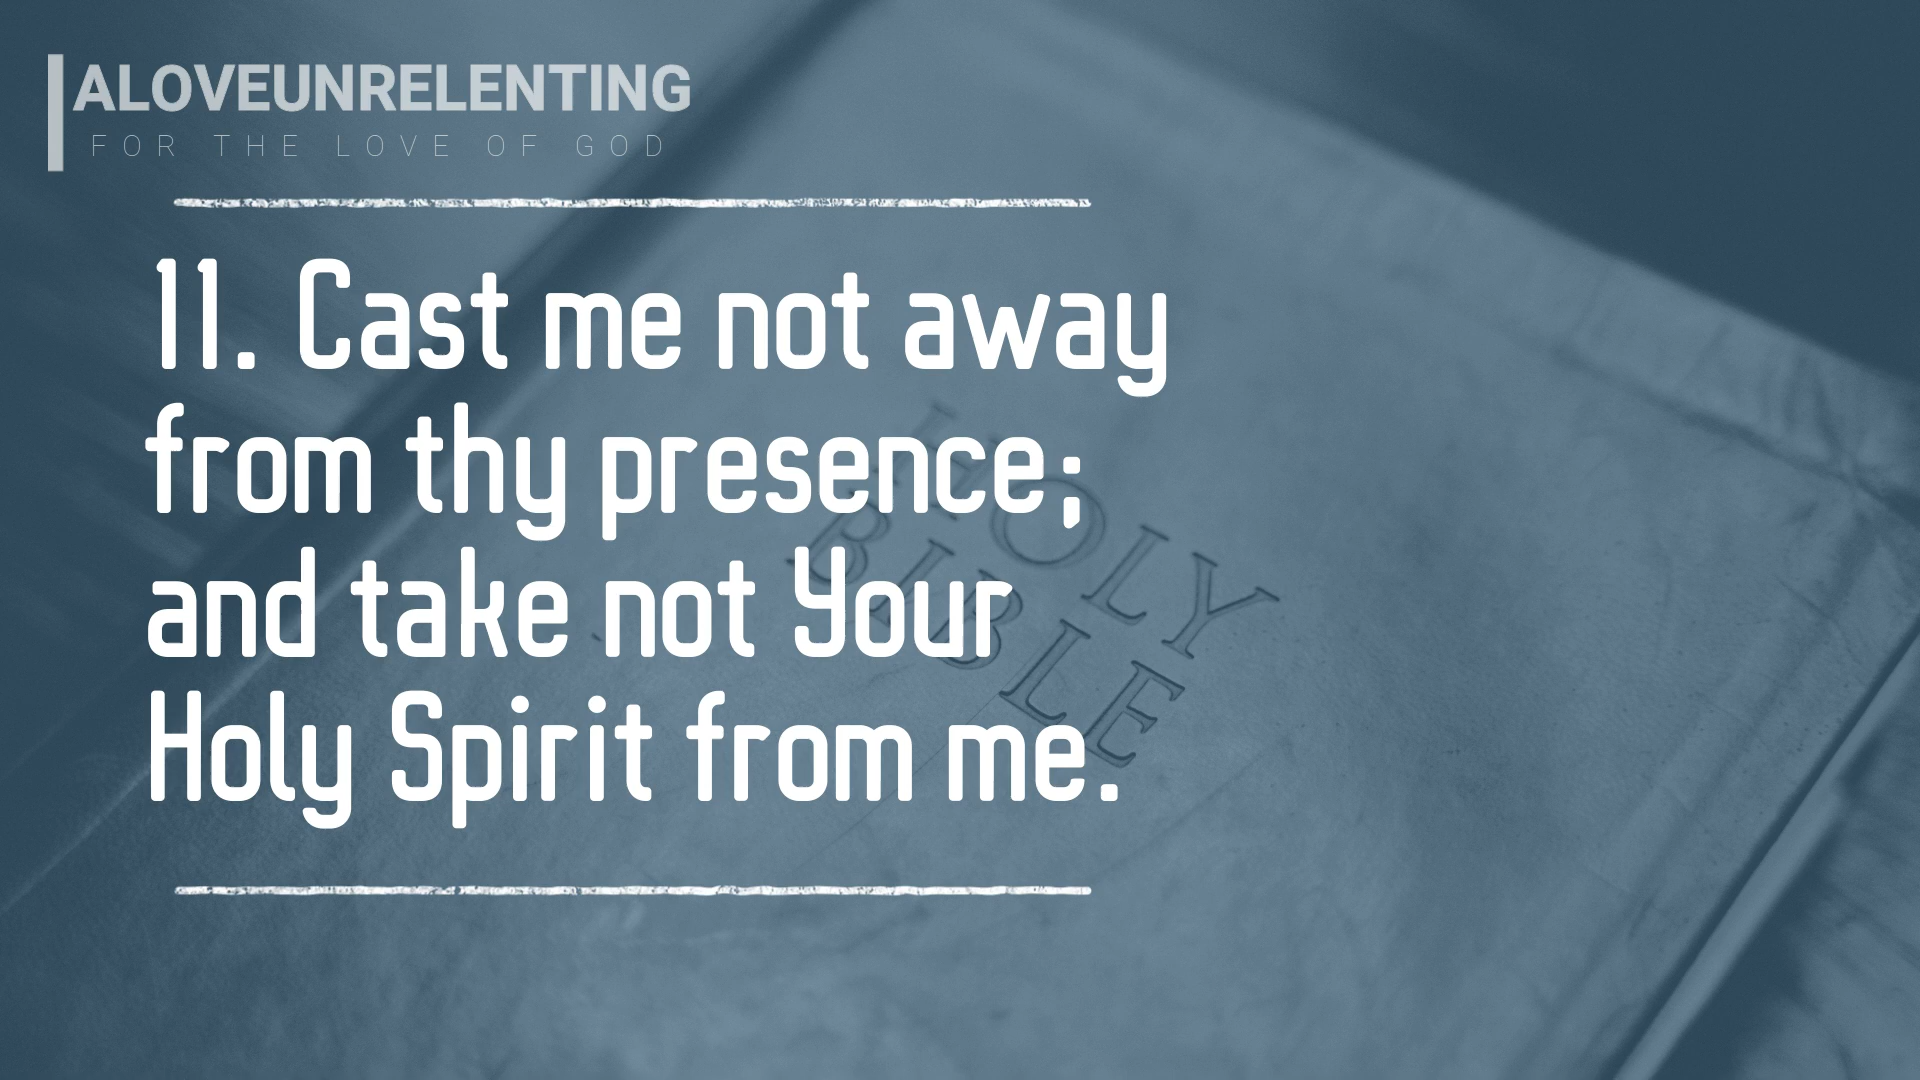 ALOVEUNRELENTING
FOR THE LOVE OF GOD
11. Cast me not away
from thy presence;
and take not Your
Holy Spirit from me.
HOLY
BIBLE